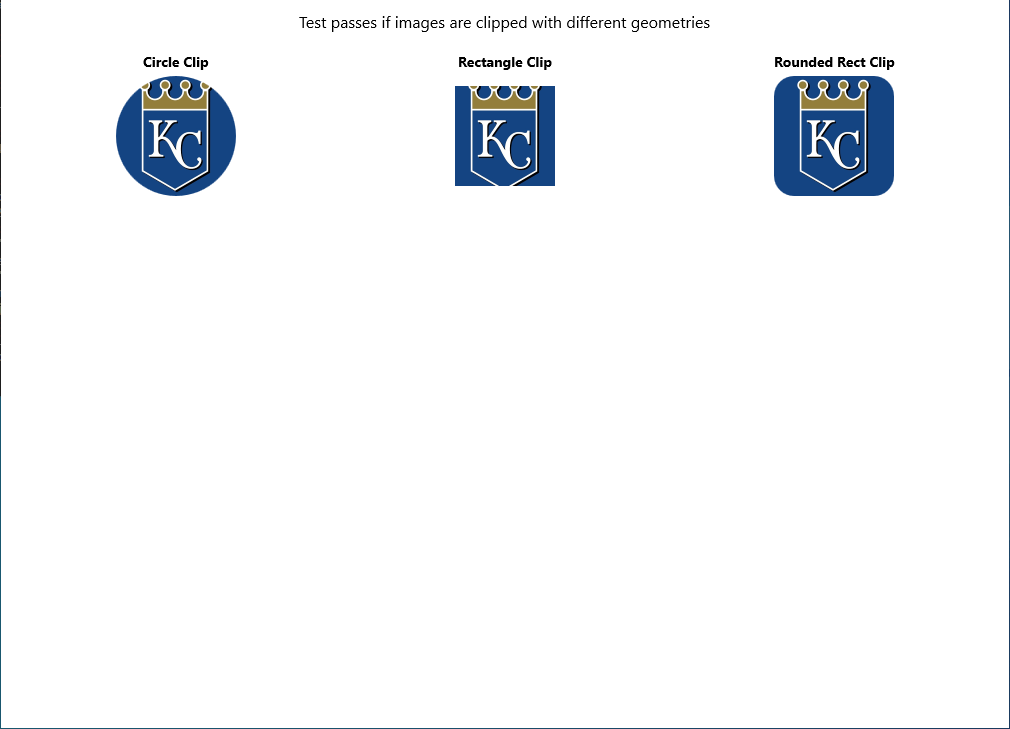 Test passes if images are clipped with different geometries
Circle Clip
Rectangle Clip
Rounded Rect Clip
KC
KC
KC